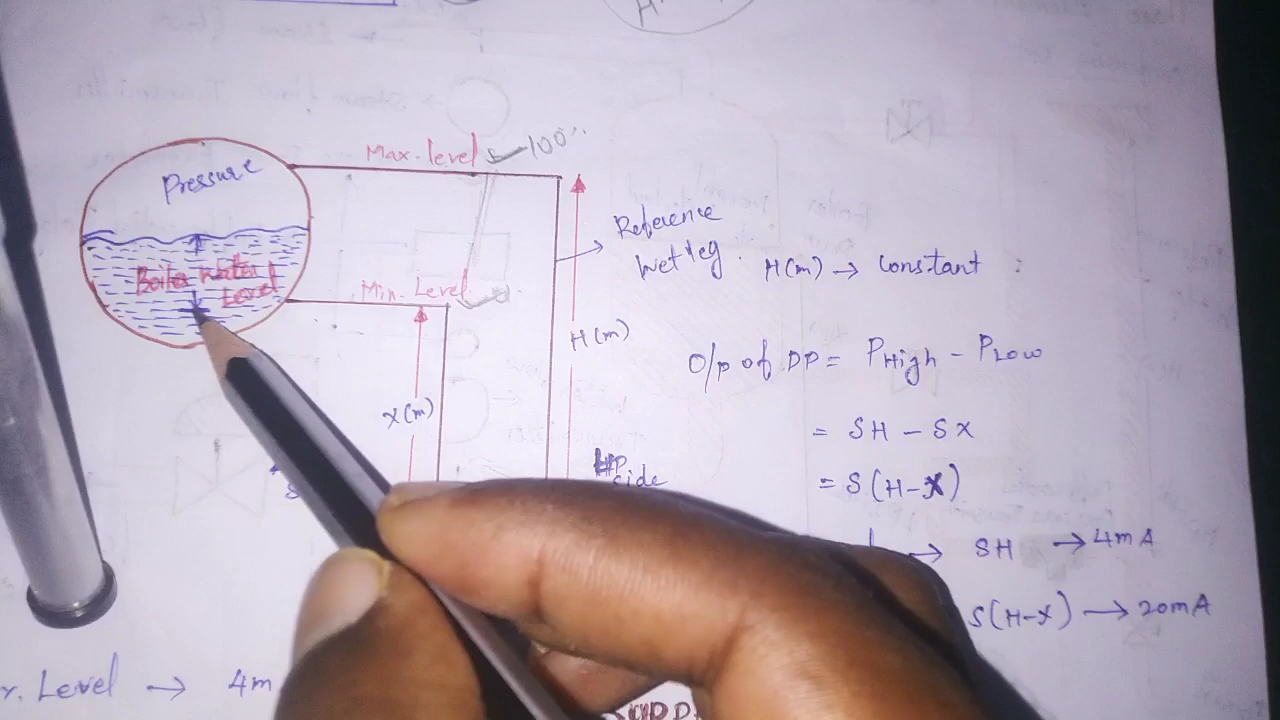 Max. level
100%
Pressure
Reference
wet leg.
H(m) → constant
Boiler water
Level
Min. Level
H(m)
O/p of DP = PHigh - PLow
X(m)
= SH - SX
= S(H-X)
HP
side
→ SH → 4mA
S(H-X) → 20mA
Level → 4m